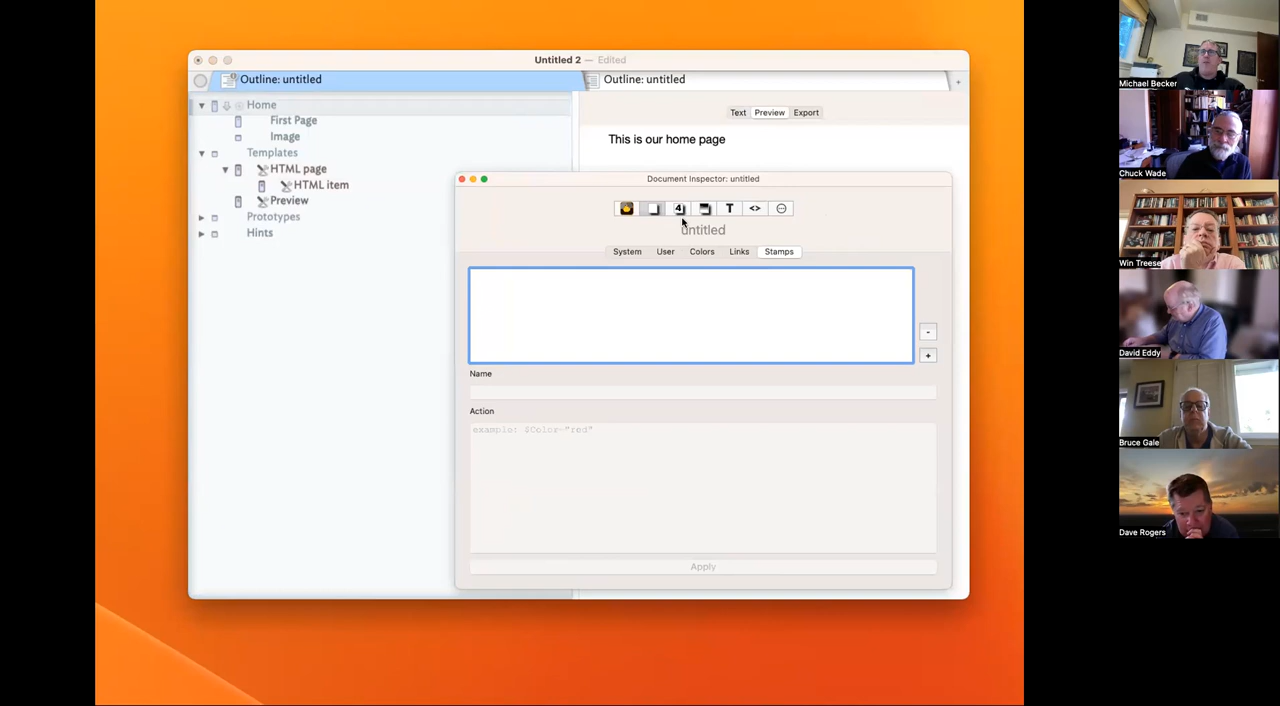 Untitled 2 — Edited
Outline: untitled
Outline: untitled
Home
First Page
Image
Templates
HTML page
HTML item
Preview
Prototypes
Hints
Text Preview Export
This is our home page
Document Inspector: untitled
4 T <>
untitled
System User Colors Links Stamps
-
+
Name
Action
example: $Color="red"
Apply
Michael Becker
Chuck Wade
Win Treese
David Eddy
Bruce Gale
Dave Rogers